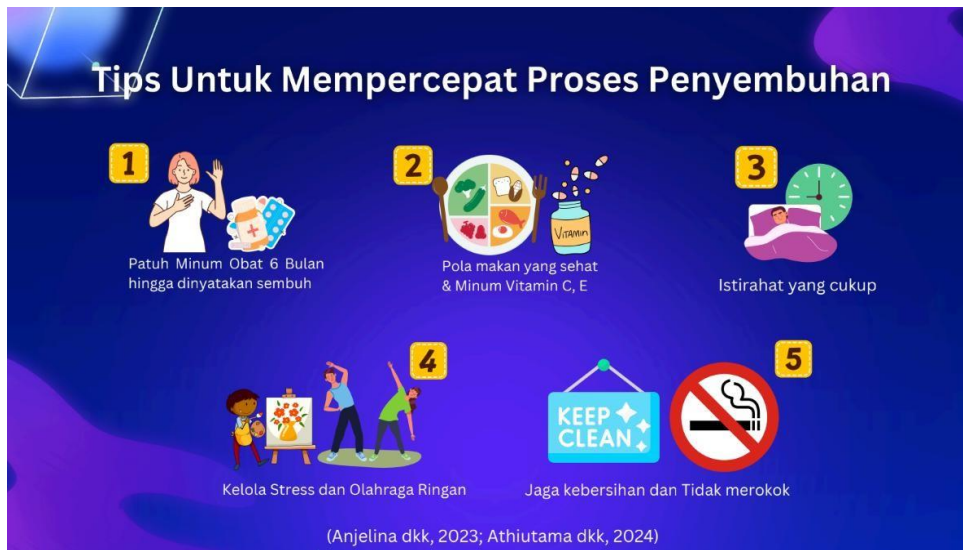 Tips Untuk Mempercepat Proses Penyembuhan
1
Patuh Minum Obat 6 Bulan
hingga dinyatakan sembuh
2
VITAMIN
Pola makan yang sehat
& Minum Vitamin C, E
3
Istirahat yang cukup
4
Kelola Stress dan Olahraga Ringan
5
KEEP
CLEAN
Jaga kebersihan dan Tidak merokok
(Anjelina dkk, 2023; Athiutama dkk, 2024)